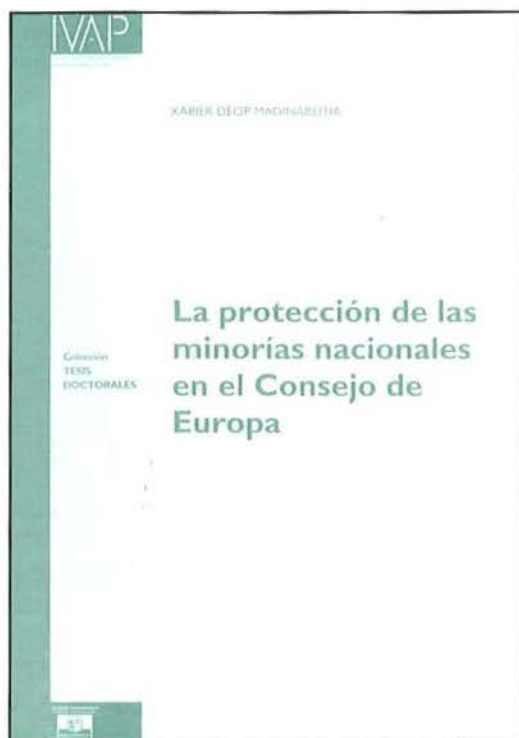 IVAP
XABIER DEOP MADINABEITIA
La protección de las
minorías nacionales
en el Consejo de
Europa
Colección
TESIS
DOCTORALES